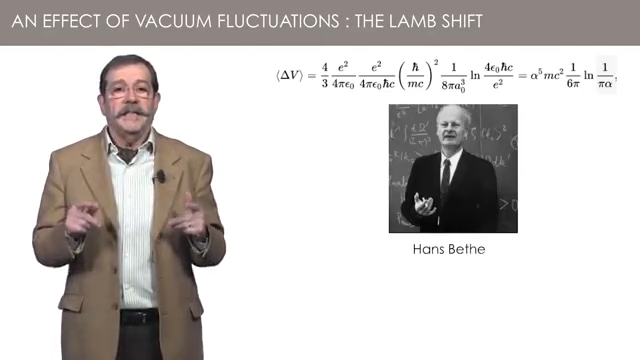 AN EFFECT OF VACUUM FLUCTUATIONS : THE LAMB SHIFT
⟨ΔV⟩ = 4/3 e²/4πϵ₀ e²/4πϵ₀ħc (ħ/mc)² 1/8πa₀³ ln 4ϵ₀ħc/e² = α⁵mc² 1/6π ln 1/πα,
Hans Bethe